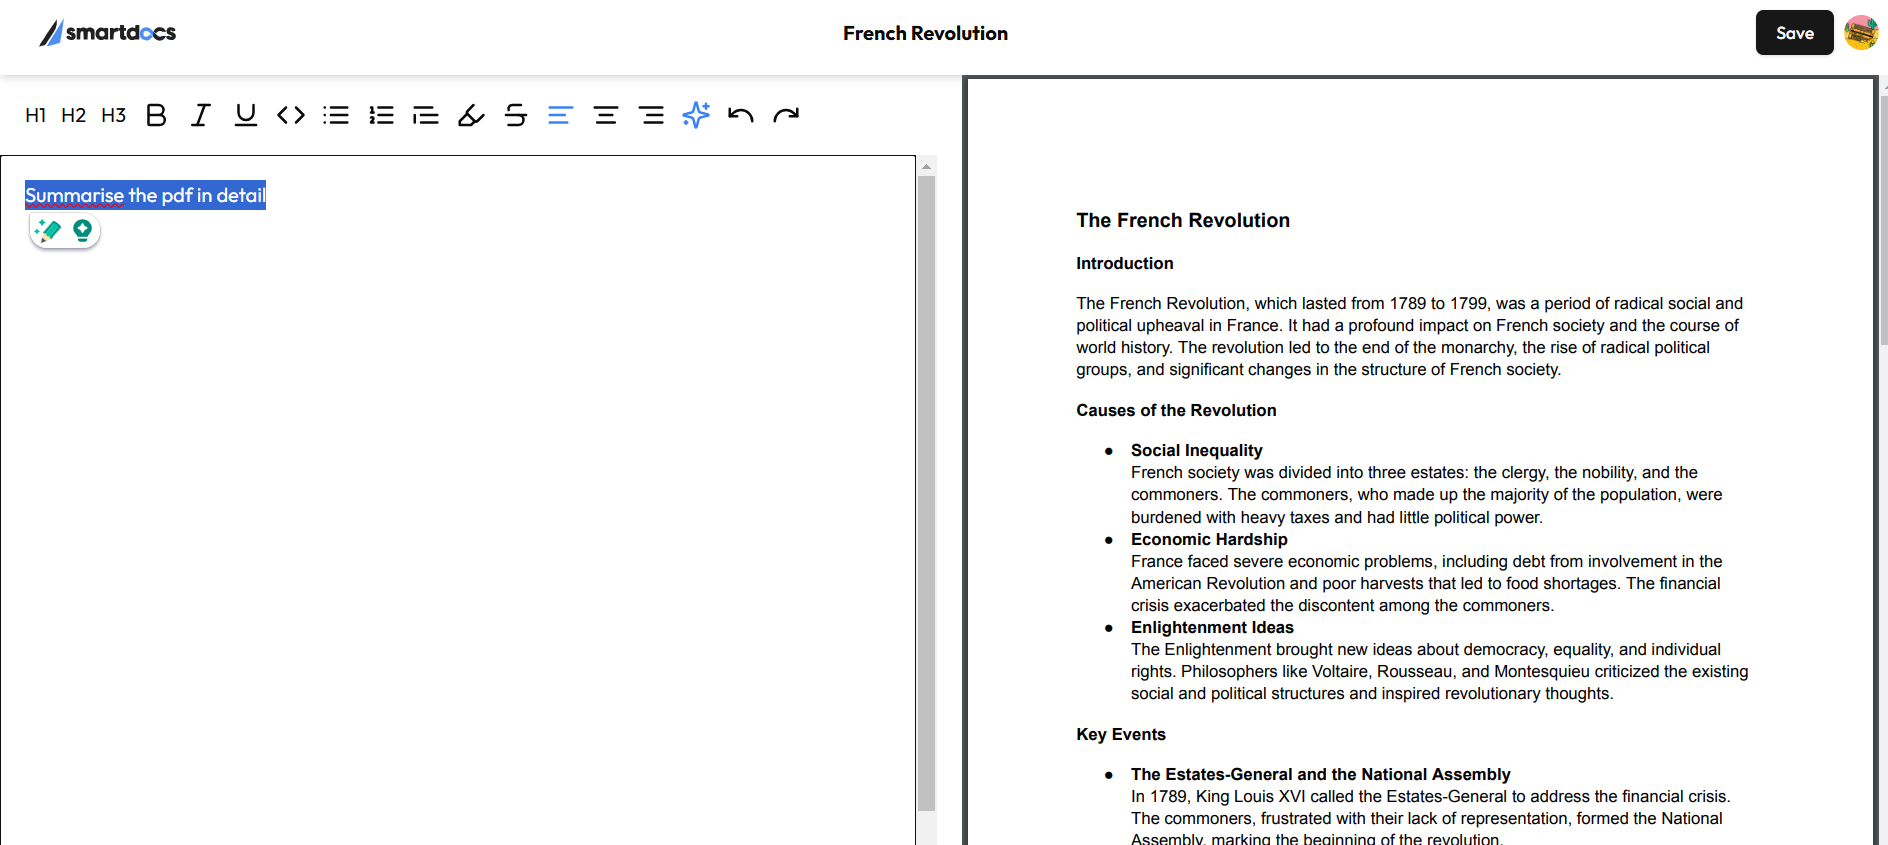 smartdocs
French Revolution
Save
H1 H2 H3
Summarise the pdf in detail
The French Revolution
Introduction
The French Revolution, which lasted from 1789 to 1799, was a period of radical social and
political upheaval in France. It had a profound impact on French society and the course of
world history. The revolution led to the end of the monarchy, the rise of radical political
groups, and significant changes in the structure of French society.
Causes of the Revolution
● Social Inequality
French society was divided into three estates: the clergy, the nobility, and the
commoners. The commoners, who made up the majority of the population, were
burdened with heavy taxes and had little political power.
● Economic Hardship
France faced severe economic problems, including debt from involvement in the
American Revolution and poor harvests that led to food shortages. The financial
crisis exacerbated the discontent among the commoners.
● Enlightenment Ideas
The Enlightenment brought new ideas about democracy, equality, and individual
rights. Philosophers like Voltaire, Rousseau, and Montesquieu criticized the existing
social and political structures and inspired revolutionary thoughts.
Key Events
● The Estates-General and the National Assembly
In 1789, King Louis XVI called the Estates-General to address the financial crisis.
The commoners, frustrated with their lack of representation, formed the National
Assembly, marking the beginning of the revolution.